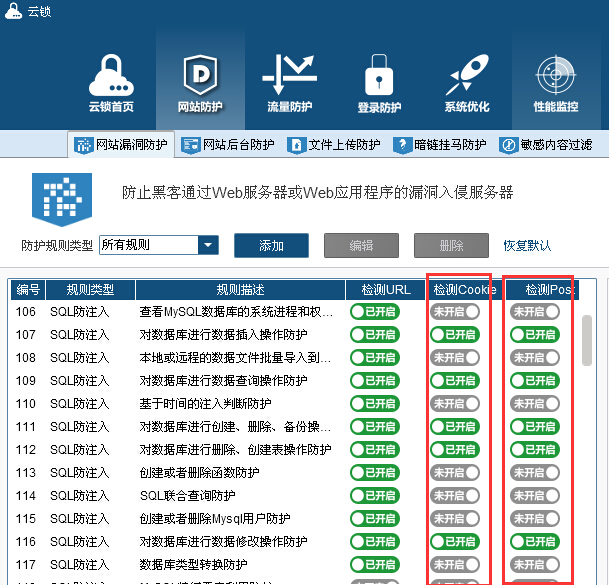 云锁
云锁首页 网站防护 流量防护 登录防护 系统优化 性能监控
网站漏洞防护 网站后台防护 文件上传防护 暗链挂马防护 敏感内容过滤
防止黑客通过Web服务器或Web应用程序的漏洞入侵服务器
防护规则类型 所有规则 添加 编辑 删除 恢复默认
编号 规则类型 规则描述 检测URL 检测Cookie 检测Post
106 SQL防注入 查看MySQL数据库的系统进程和权... 已开启 未开启 未开启
107 SQL防注入 对数据库进行数据插入操作防护 已开启 已开启 已开启
108 SQL防注入 本地或远程的数据文件批量导入到... 已开启 未开启 未开启
109 SQL防注入 对数据库进行数据查询操作防护 已开启 已开启 已开启
110 SQL防注入 基于时间的注入判断防护 已开启 未开启 未开启
111 SQL防注入 对数据库进行创建、删除、备份操... 已开启 已开启 已开启
112 SQL防注入 对数据库进行删除、创建表操作防护 已开启 已开启 已开启
113 SQL防注入 创建或者删除函数防护 已开启 未开启 未开启
114 SQL防注入 SQL联合查询防护 已开启 未开启 未开启
115 SQL防注入 创建或者删除Mysql用户防护 已开启 未开启 未开启
116 SQL防注入 对数据库进行数据修改操作防护 已开启 已开启 已开启
117 SQL防注入 数据库类型转换防护 已开启 未开启 未开启